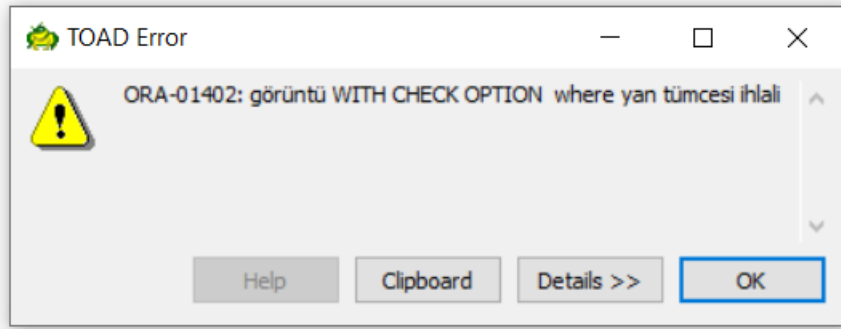 TOAD Error
ORA-01402: görüntü WITH CHECK OPTION where yan tümcesi ihlali
Help
Clipboard
Details >>
OK